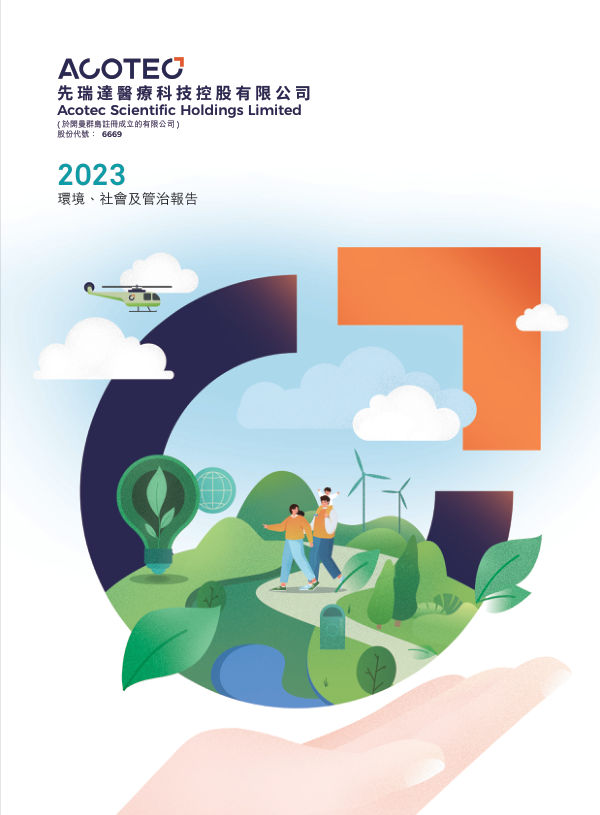 ACOTEC
先瑞達醫療科技控股有限公司
Acotec Scientific Holdings Limited
(於開曼群島註冊成立的有限公司)
股份代號： 6669
2023
環境、社會及管治報告